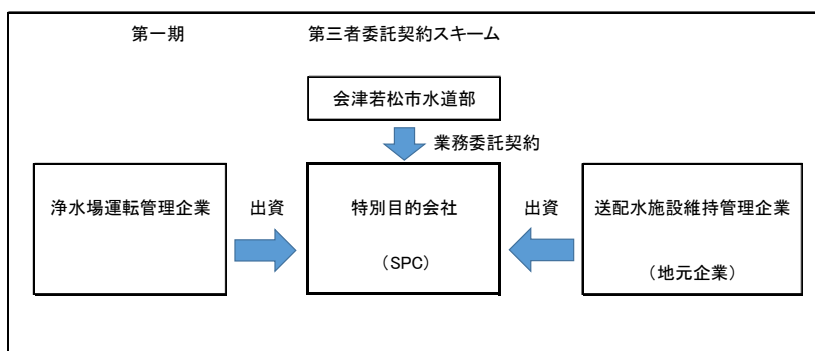 第一期 第三者委託契約スキーム
会津若松市水道部
業務委託契約
浄水場運転管理企業
出資
特別目的会社
（SPC）
出資
送配水施設維持管理企業
（地元企業）